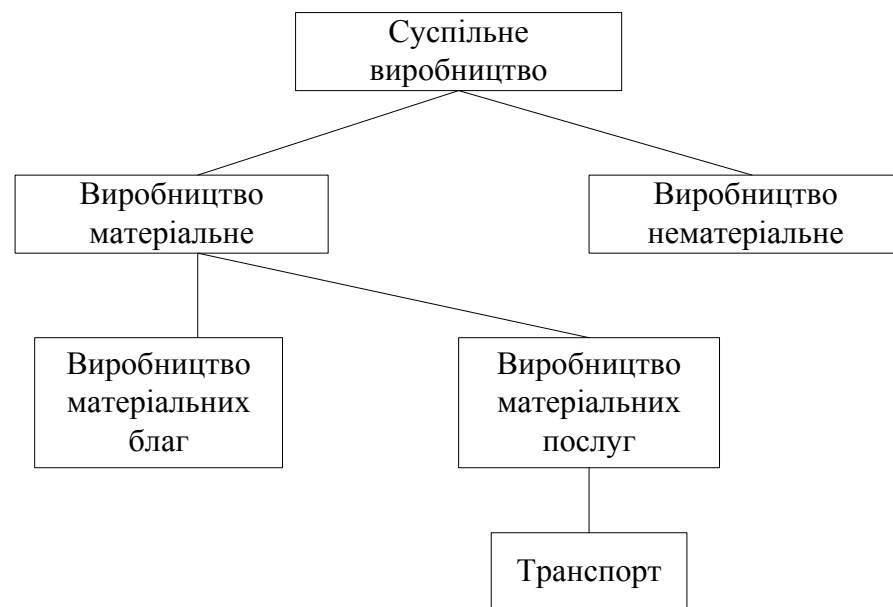 Суспільне
виробництво
Виробництво
матеріальне
Виробництво
нематеріальне
Виробництво
матеріальних
благ
Виробництво
матеріальних
послуг
Транспорт